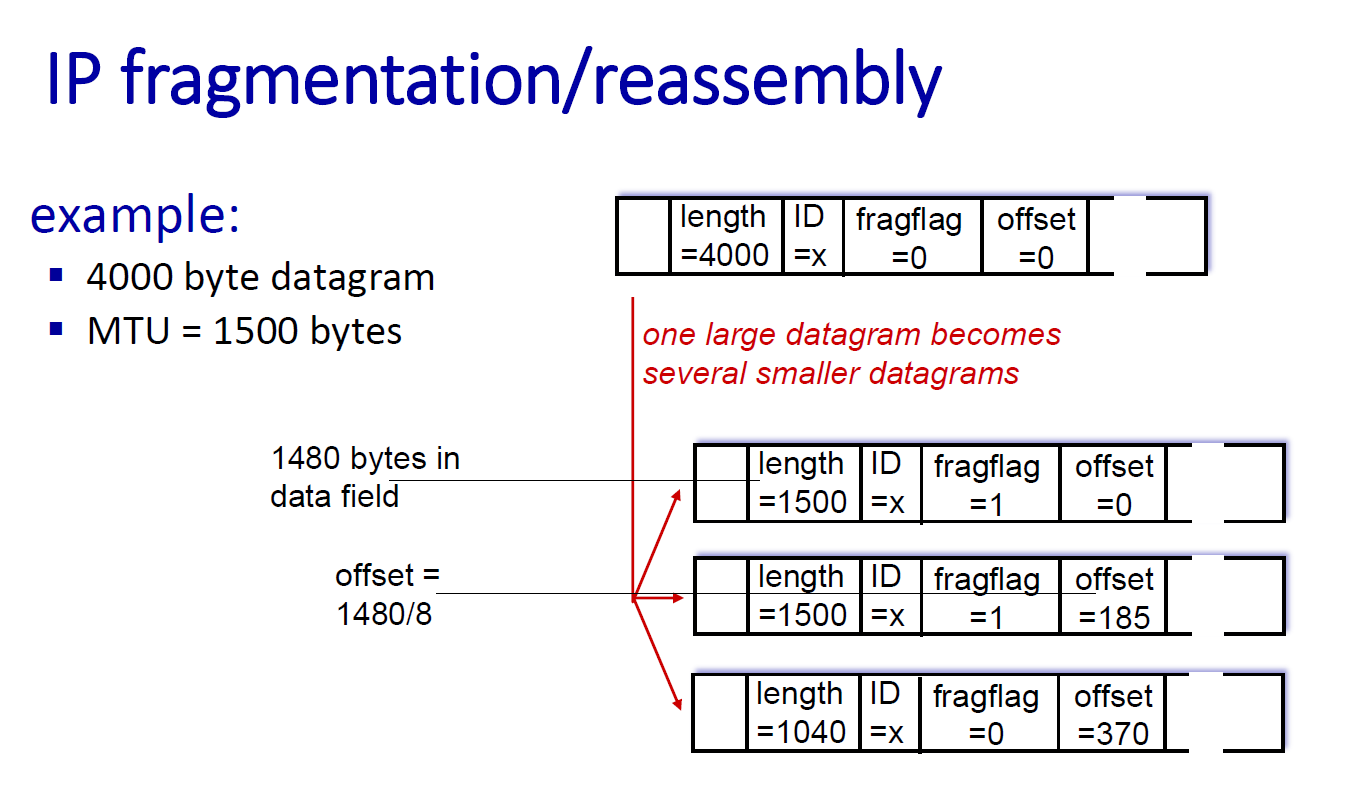 IP fragmentation/reassembly
example:
▪ 4000 byte datagram
▪ MTU = 1500 bytes
length ID fragflag offset
=4000 =x =0 =0
one large datagram becomes
several smaller datagrams
1480 bytes in
data field
length ID fragflag offset
=1500 =x =1 =0
offset =
1480/8
length ID fragflag offset
=1500 =x =1 =185
length ID fragflag offset
=1040 =x =0 =370